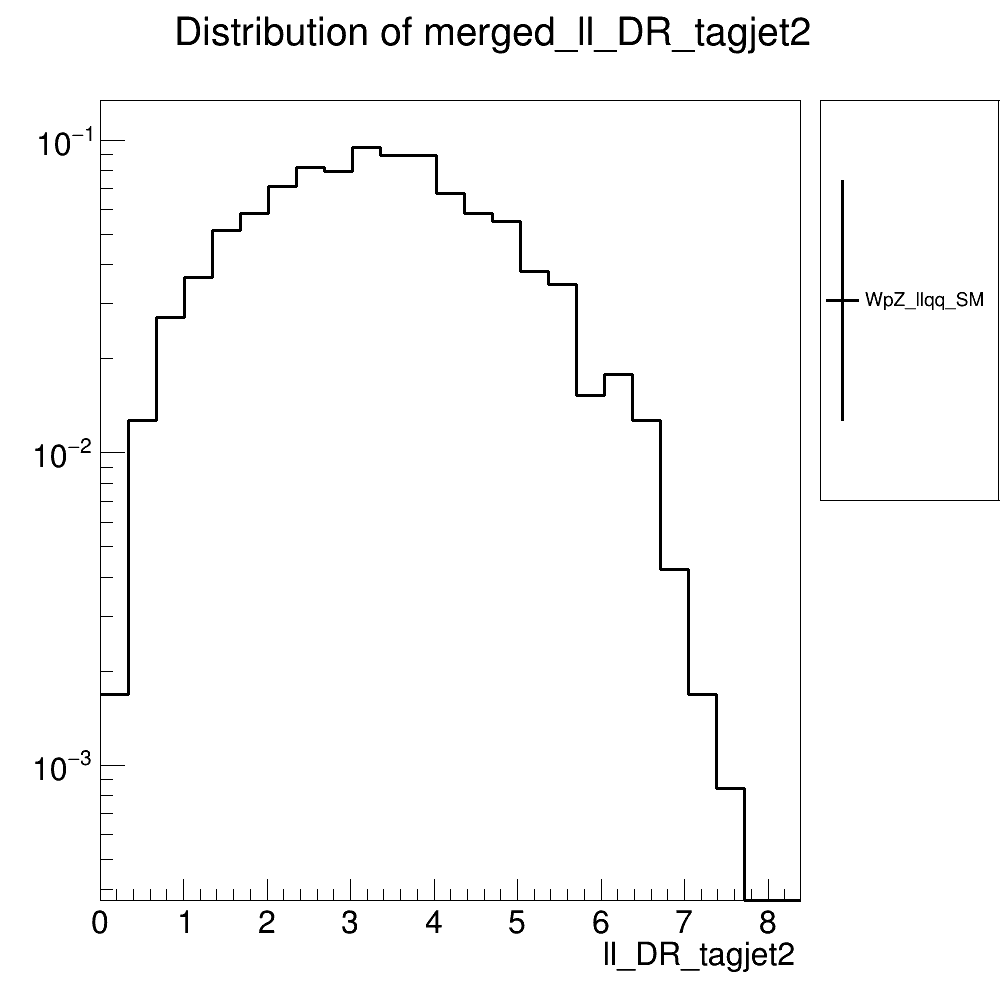 Distribution of merged_ll_DR_tagjet2
10⁻¹
10⁻²
10⁻³
0 1 2 3 4 5 6 7 8
ll_DR_tagjet2
WpZ_llqq_SM